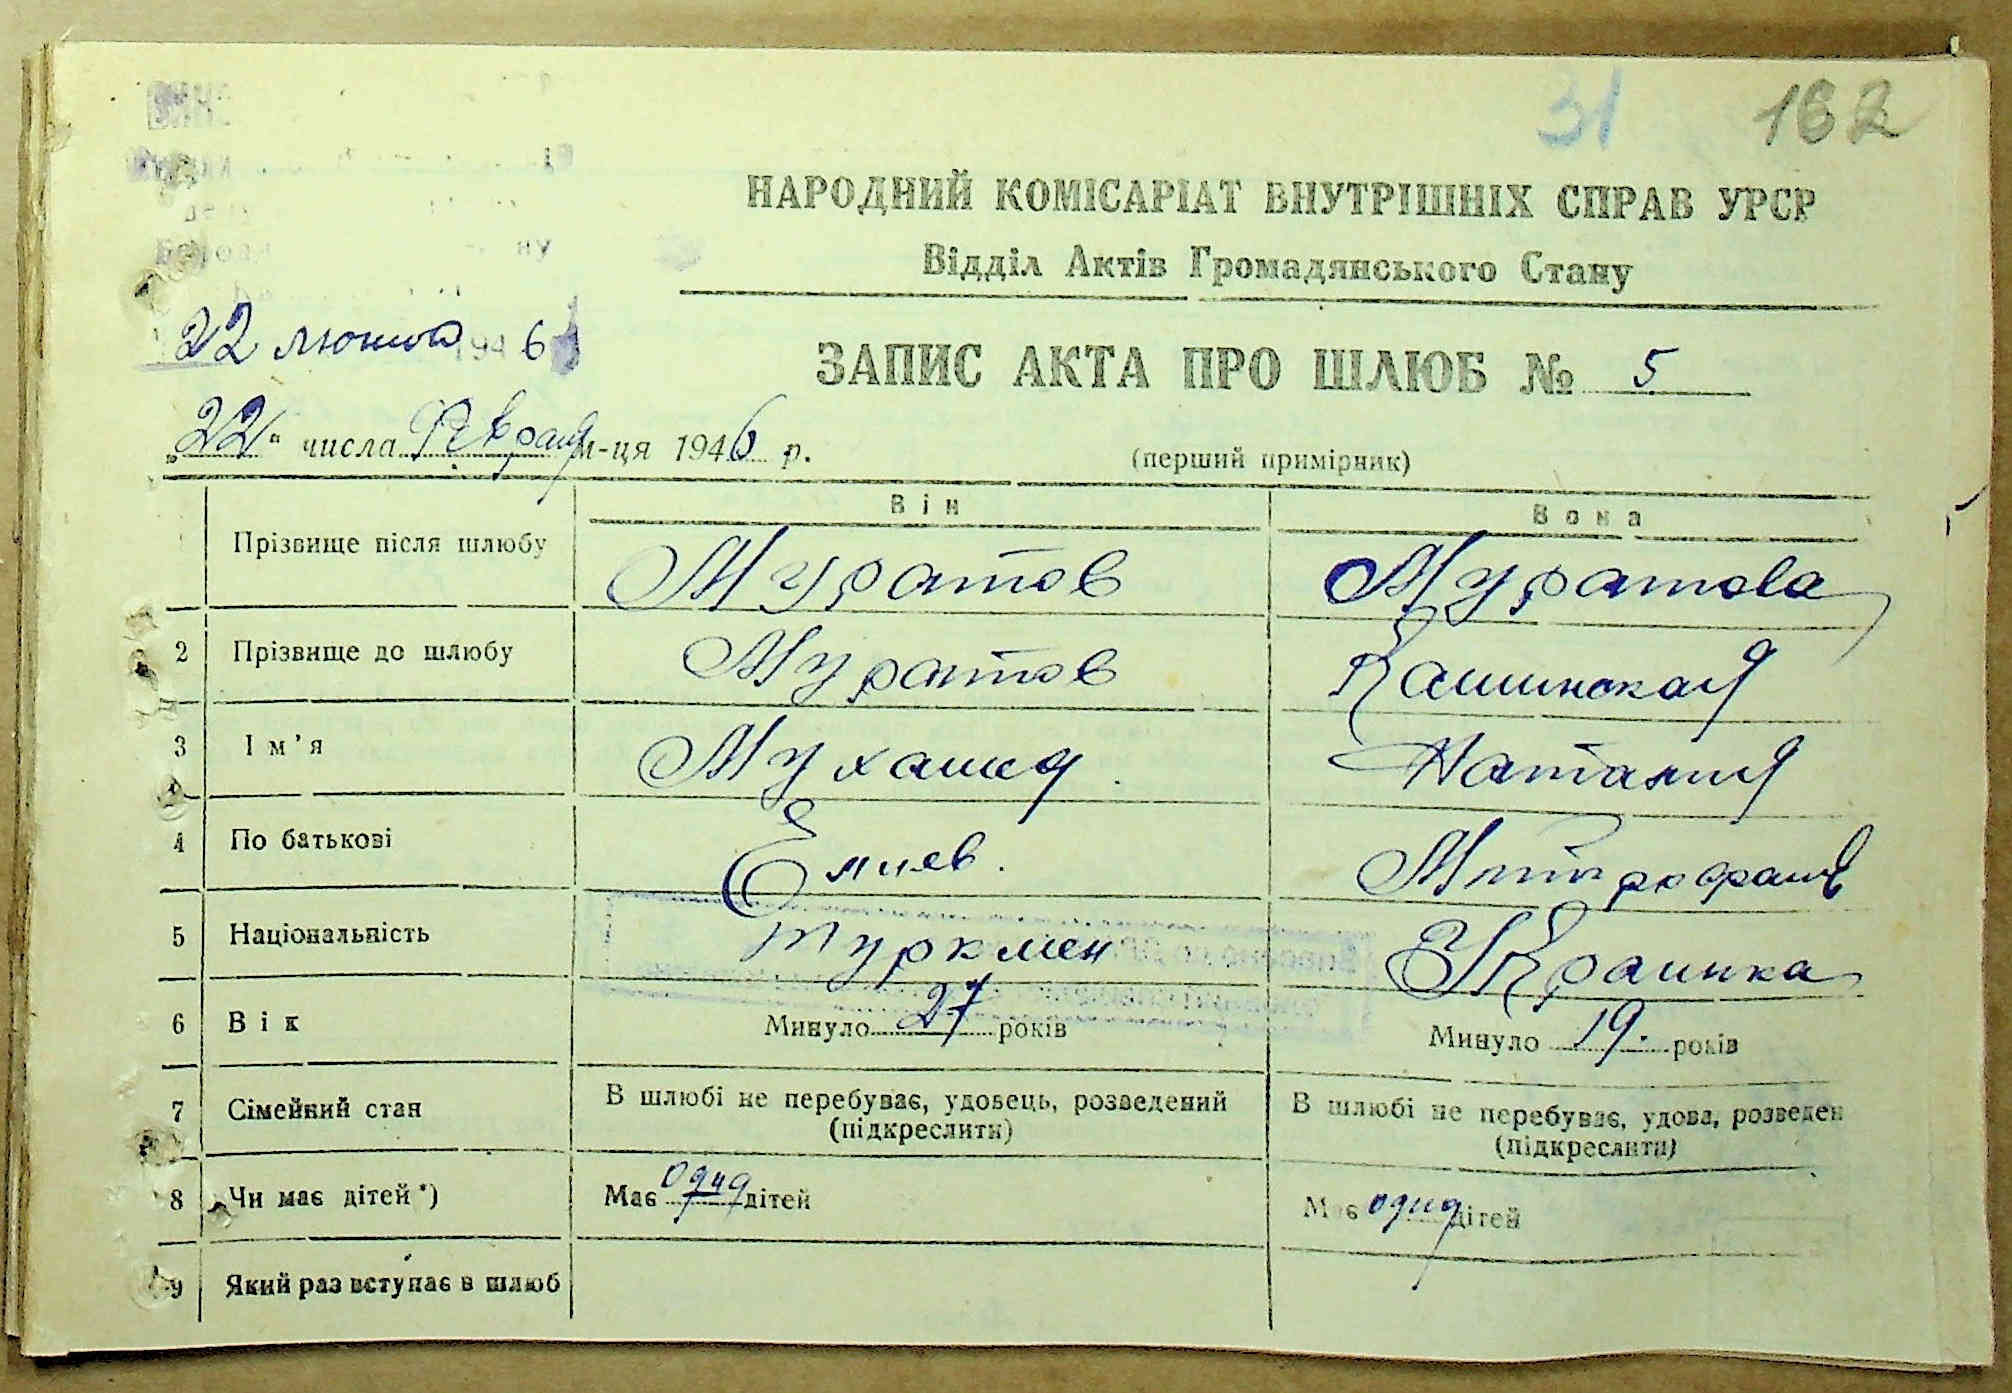 31 162
НАРОДНИЙ КОМІСАРІАТ ВНУТРІШНІХ СПРАВ УРСР
Відділ Актів Громадянського Стану
22 лютого 1946
ЗАПИС АКТА ПРО ШЛЮБ № 5
„22" числа Февраля м-ця 1946 р.
(перший примірник)
Він Вона
Прізвище після шлюбу Муратов Муратова
2 Прізвище до шлюбу Муратов Кашинская
3 Ім'я Мухамед Наталия
4 По батькові Емиев. Митрофанов
5 Національність туркмен Украинка
6 Вік Минуло 27 років Минуло 19. років
7 Сімейний стан В шлюбі не перебуває, удовець, розведений В шлюбі не перебуває, удова, розведен
(підкреслити) (підкреслити)
8 Чи має дітей*) Має одна дітей Має одна дітей
9 Який раз вступає в шлюб